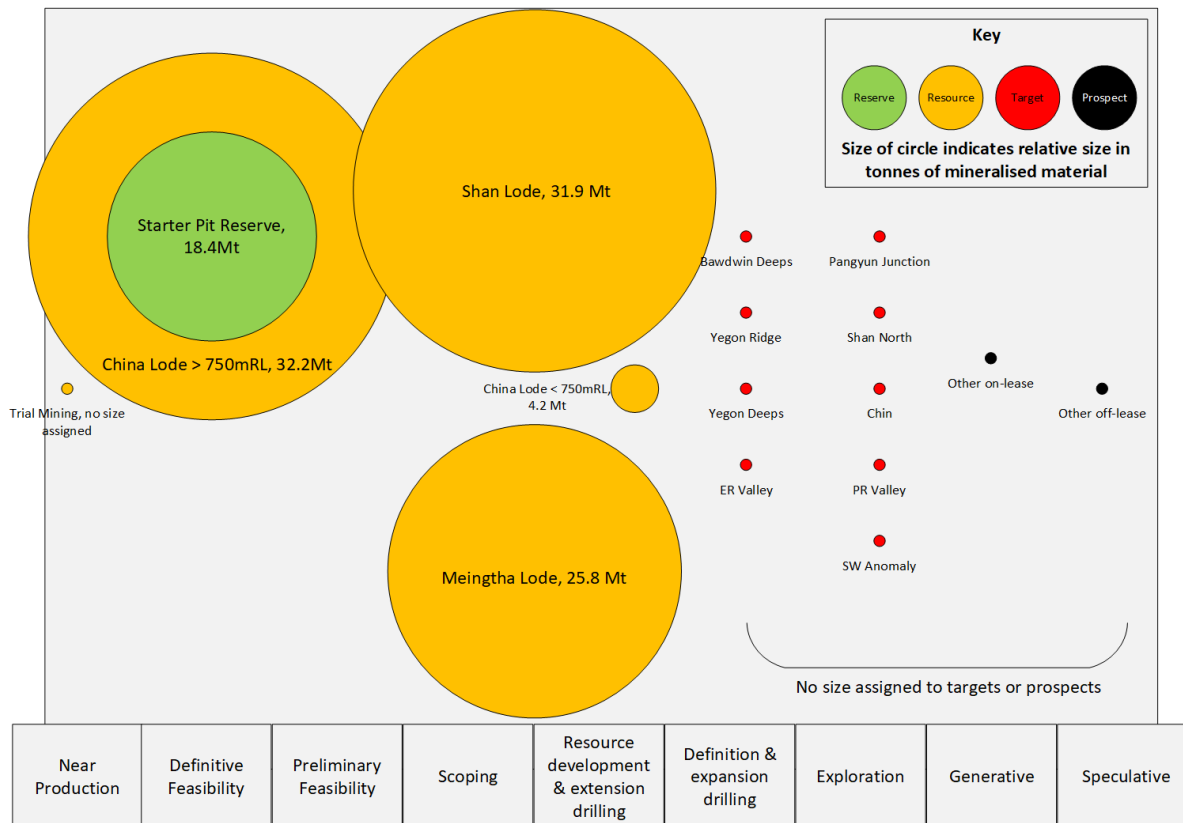 Key
Reserve
Resource
Target
Prospect
Size of circle indicates relative size in
tonnes of mineralised material
Starter Pit Reserve,
18.4Mt
China Lode > 750mRL, 32.2Mt
Trial Mining, no size
assigned
Shan Lode, 31.9 Mt
China Lode < 750mRL,
4.2 Mt
Meingtha Lode, 25.8 Mt
Bawdwin Deeps
Pangyun Junction
Yegon Ridge
Shan North
Yegon Deeps
Chin
ER Valley
PR Valley
SW Anomaly
Other on-lease
Other off-lease
No size assigned to targets or prospects
Near
Production
Definitive
Feasibility
Preliminary
Feasibility
Scoping
Resource
development
& extension
drilling
Definition &
expansion
drilling
Exploration
Generative
Speculative